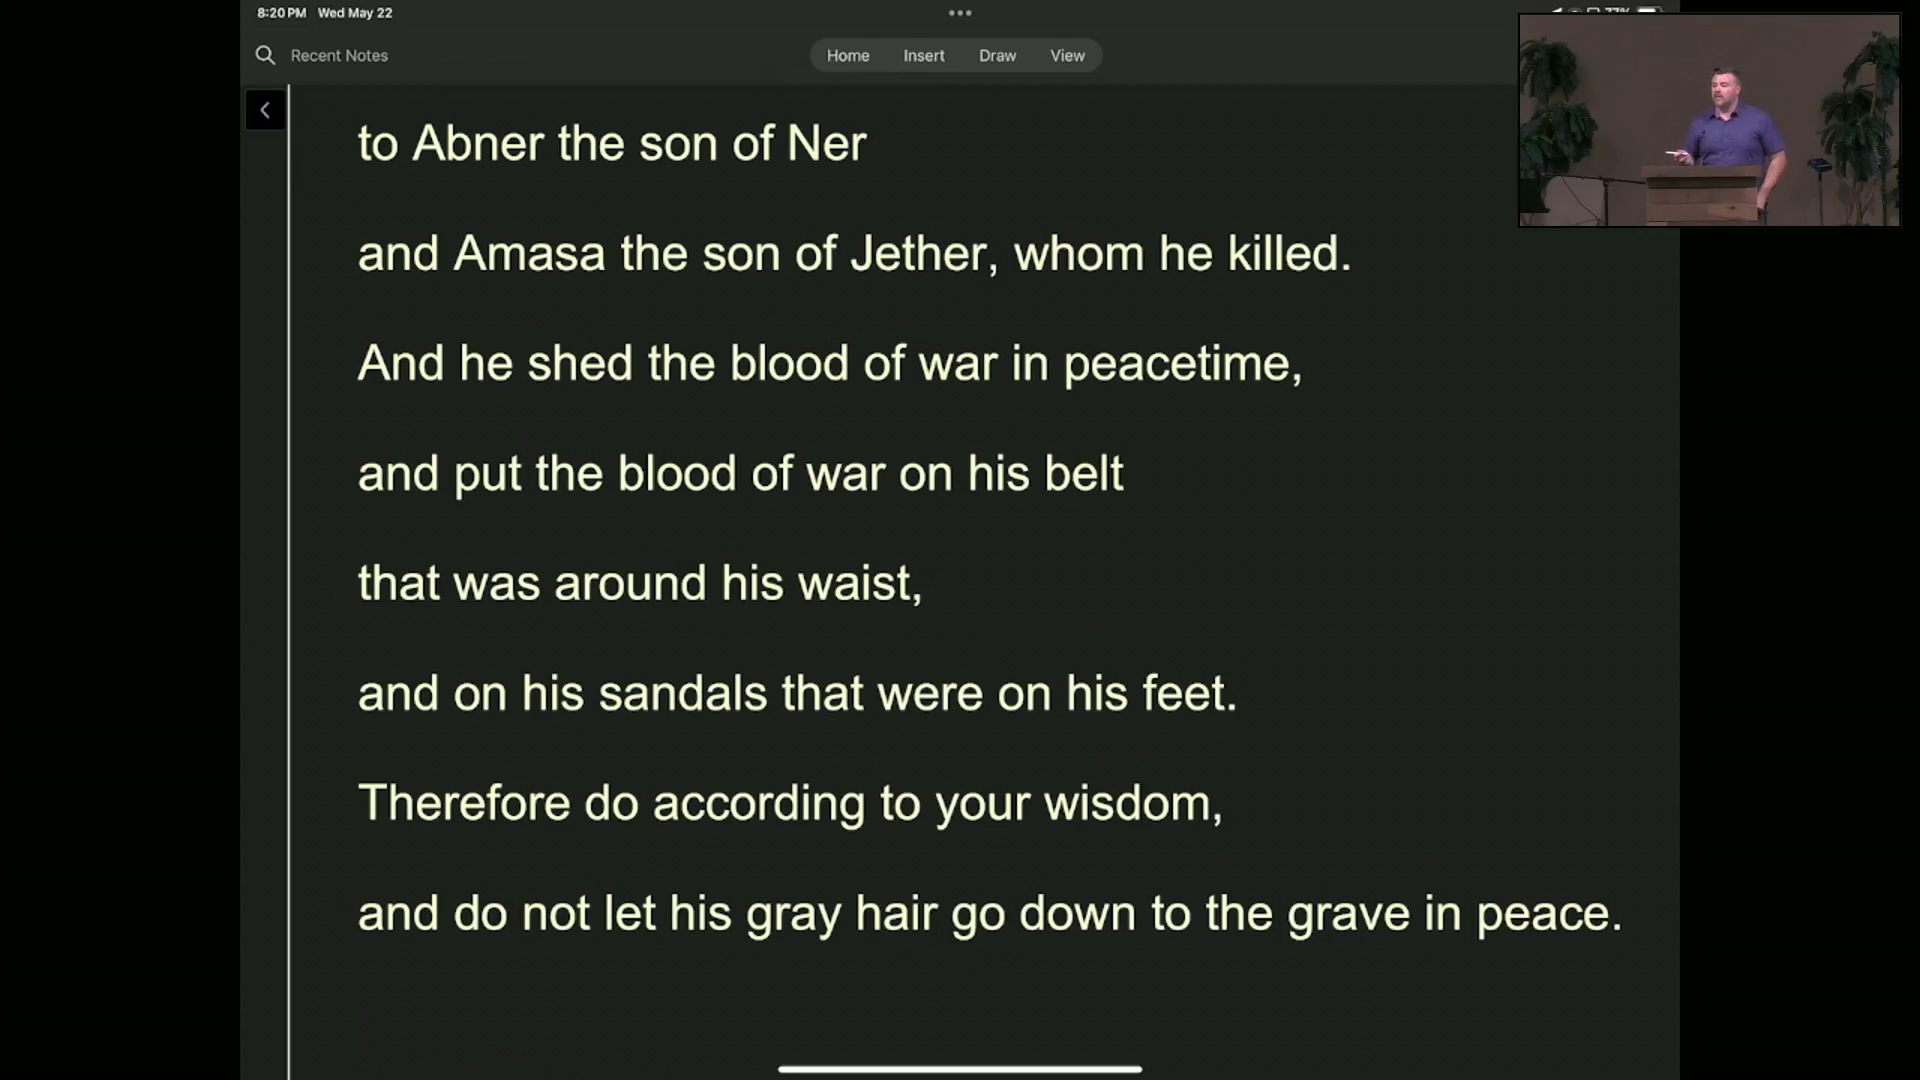 8:20 PM Wed May 22
Recent Notes
Home Insert Draw View
to Abner the son of Ner
and Amasa the son of Jether, whom he killed.
And he shed the blood of war in peacetime,
and put the blood of war on his belt
that was around his waist,
and on his sandals that were on his feet.
Therefore do according to your wisdom,
and do not let his gray hair go down to the grave in peace.